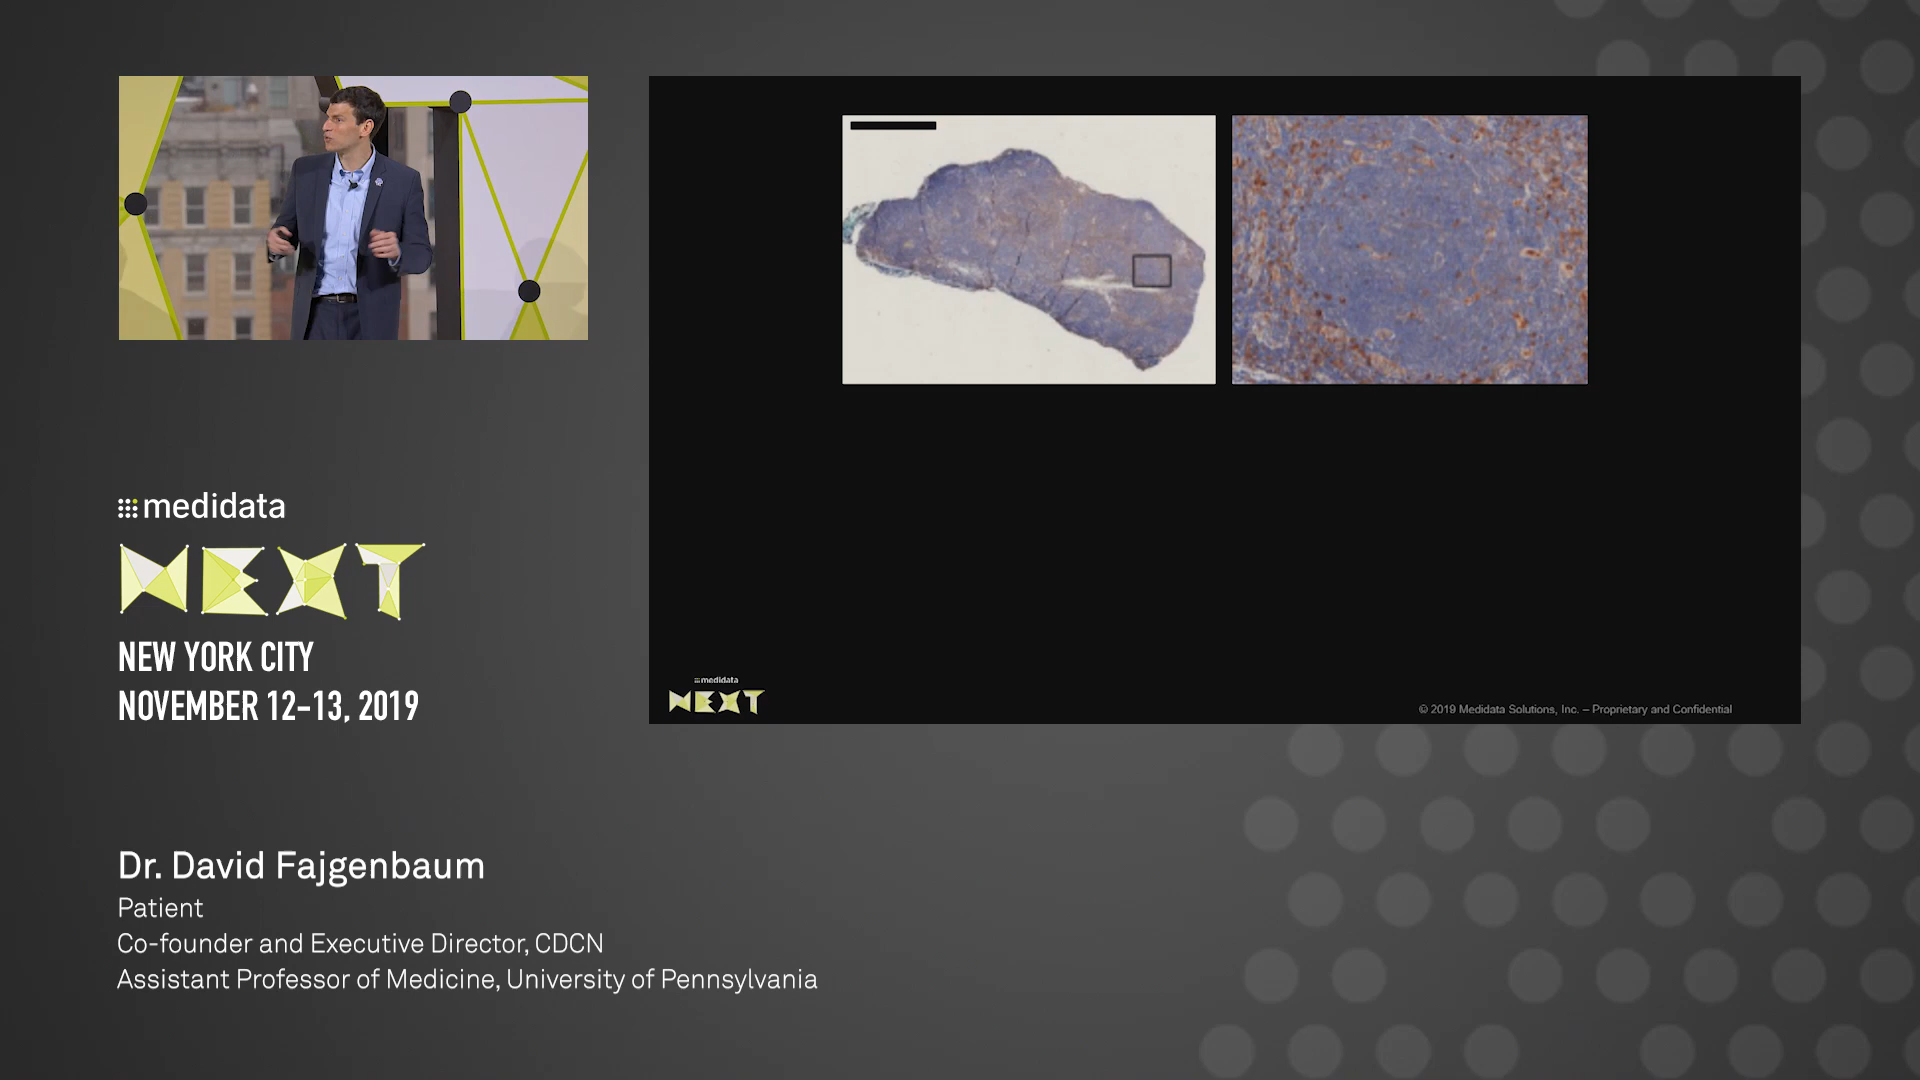 medidata
NEXT
NEW YORK CITY
NOVEMBER 12-13, 2019
medidata
NEXT
© 2019 Medidata Solutions, Inc. – Proprietary and Confidential
Dr. David Fajgenbaum
Patient
Co-founder and Executive Director, CDCN
Assistant Professor of Medicine, University of Pennsylvania